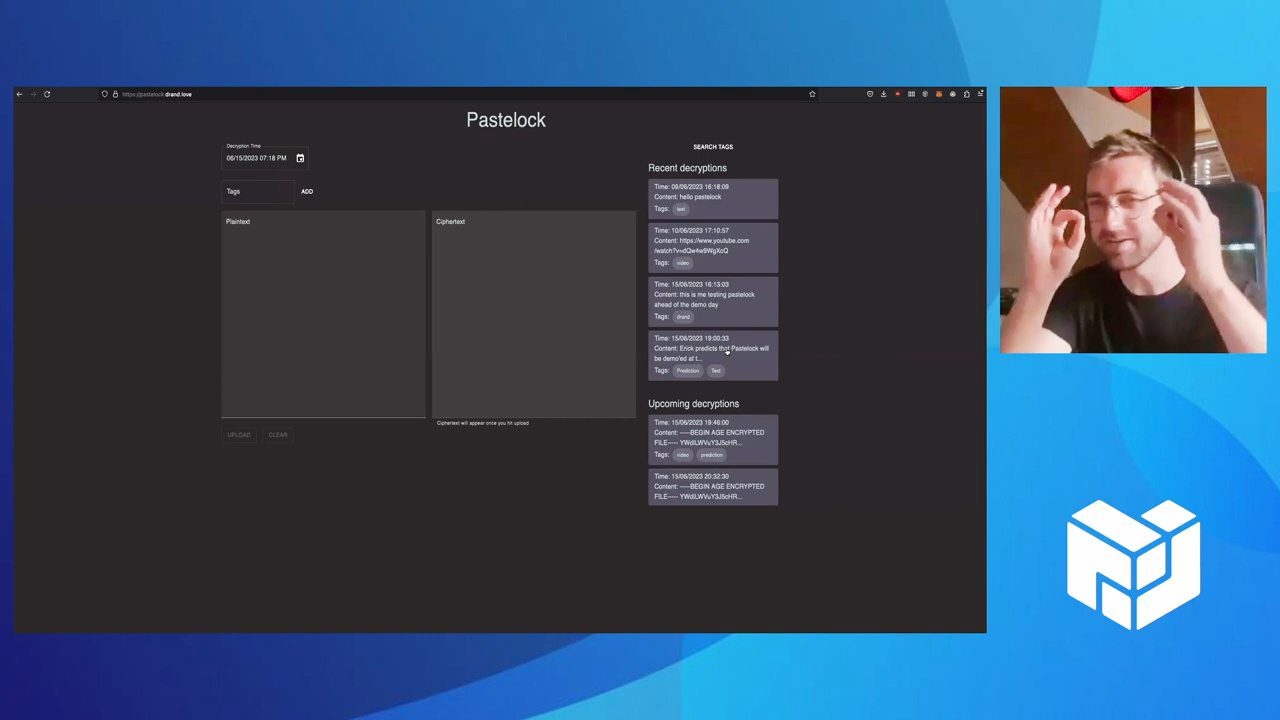 https://pastelock.drand.love
Pastelock
Decryption Time
06/15/2023 07:18 PM
Tags
ADD
Plaintext
Ciphertext
Ciphertext will appear once you hit upload
UPLOAD
CLEAR
SEARCH TAGS
Recent decryptions
Time: 09/06/2023 16:18:09
Content: hello pastelock
Tags: test
Time: 10/06/2023 17:10:57
Content: https://www.youtube.com
/watch?v=dQw4w9WgXcQ
Tags: video
Time: 15/06/2023 16:13:03
Content: this is me testing pastelock
ahead of the demo day
Tags: drand
Time: 15/06/2023 19:00:33
Content: Erick predicts that Pastelock will
be demo'ed at t...
Tags: Prediction Test
Upcoming decryptions
Time: 15/06/2023 19:46:00
Content: -----BEGIN AGE ENCRYPTED
FILE----- YWdlLWVuY3J5cHR...
Tags: video prediction
Time: 15/06/2023 20:32:30
Content: -----BEGIN AGE ENCRYPTED
FILE----- YWdlLWVuY3J5cHR...